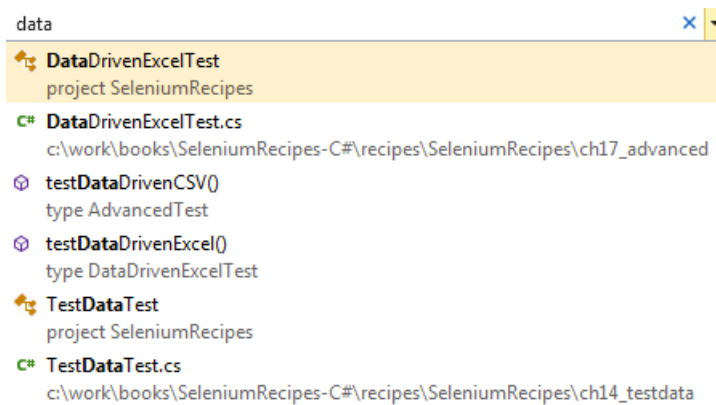 data
DataDrivenExcelTest
project SeleniumRecipes
C# DataDrivenExcelTest.cs
c:\work\books\SeleniumRecipes-C#\recipes\SeleniumRecipes\ch17_advanced
testDataDrivenCSV()
type AdvancedTest
testDataDrivenExcel()
type DataDrivenExcelTest
TestDataTest
project SeleniumRecipes
C# TestDataTest.cs
c:\work\books\SeleniumRecipes-C#\recipes\SeleniumRecipes\ch14_testdata